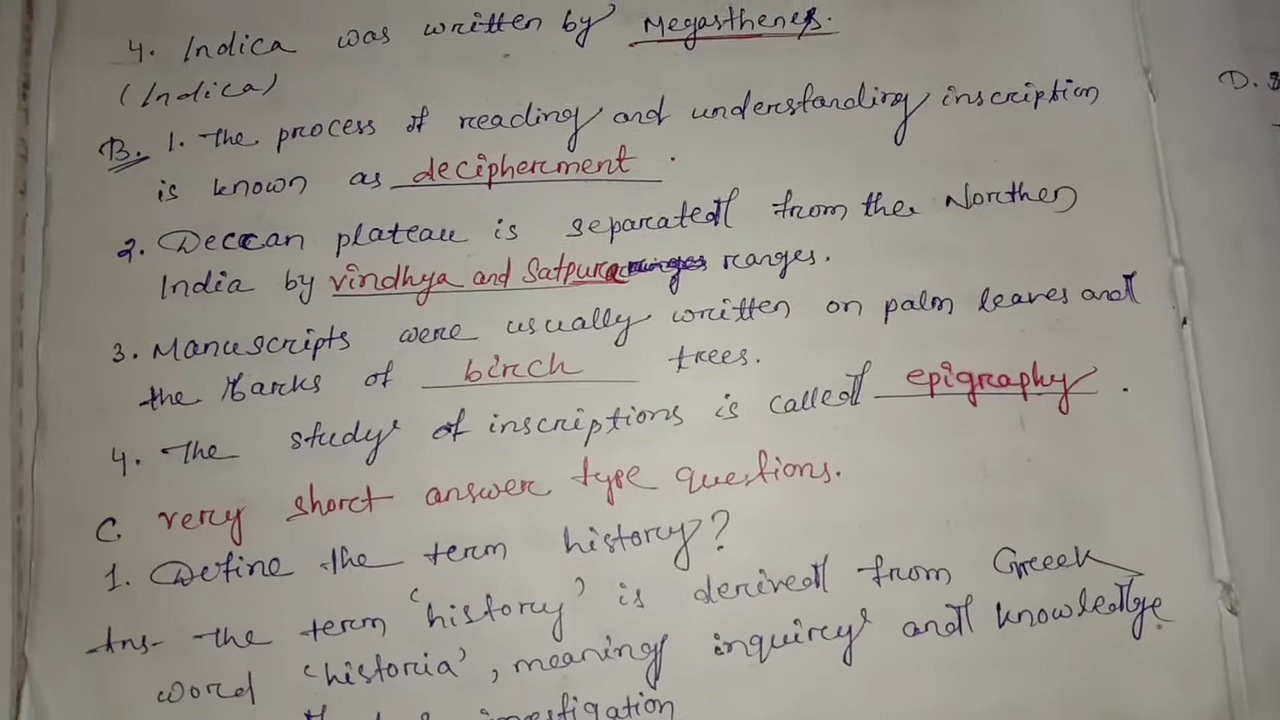 4. Indica was written by Megasthenes.
(Indica)
B. 1. The process of reading and understanding inscription
is known as decipherment.
2. Deccan plateau is separated from the Northen
India by vindhya and Satpura ranges.
3. Manuscripts were usually written on palm leaves and
the barks of birch trees.
4. The study of inscriptions is called epigraphy.
C. very short answer type questions.
1. Define the term history?
Ans- The term 'history' is derived from Greek
word 'historia', meaning inquiry and knowledge
investigation
D.